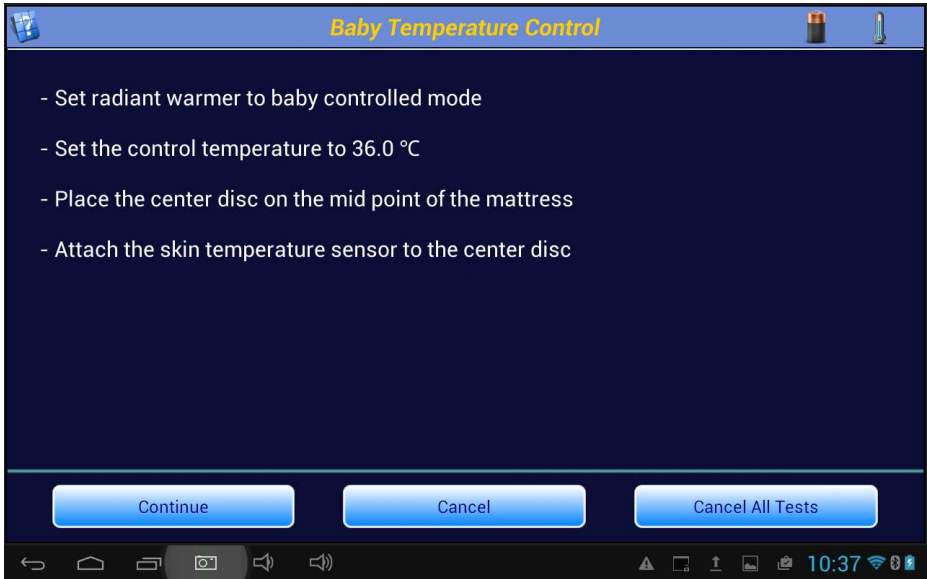 Baby Temperature Control
- Set radiant warmer to baby controlled mode
- Set the control temperature to 36.0 ℃
- Place the center disc on the mid point of the mattress
- Attach the skin temperature sensor to the center disc
Continue
Cancel
Cancel All Tests
10:37